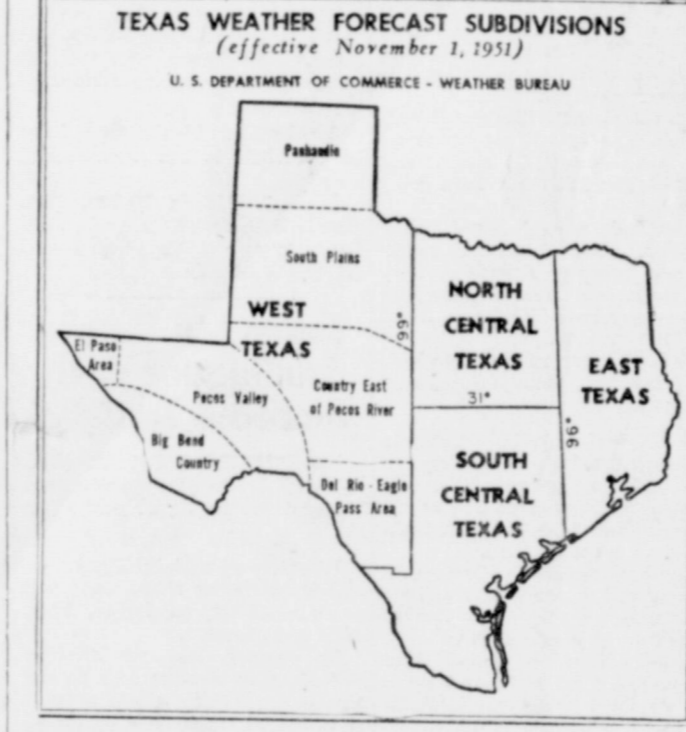 TEXAS WEATHER FORECAST SUBDIVISIONS
(effective November 1, 1951)
U. S. DEPARTMENT OF COMMERCE - WEATHER BUREAU
Panhandle
South Plains
WEST
TEXAS
99°
NORTH
CENTRAL
TEXAS
31°
EAST
TEXAS
96°
El Paso
Area
Pecos Valley
Country East
of Pecos River
Big Bend
Country
Del Rio - Eagle
Pass Area
SOUTH
CENTRAL
TEXAS